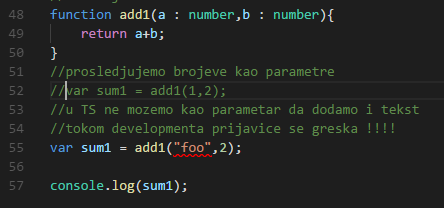 48 function add1(a : number,b : number){
49 return a+b;
50 }
51 //prosledjujemo brojeve kao parametre
52 //var sum1 = add1(1,2);
53 //u TS ne mozemo kao parametar da dodamo i tekst
54 //tokom developmenta prijavice se greska !!!!
55 var sum1 = add1("foo",2);
56
57 console.log(sum1);